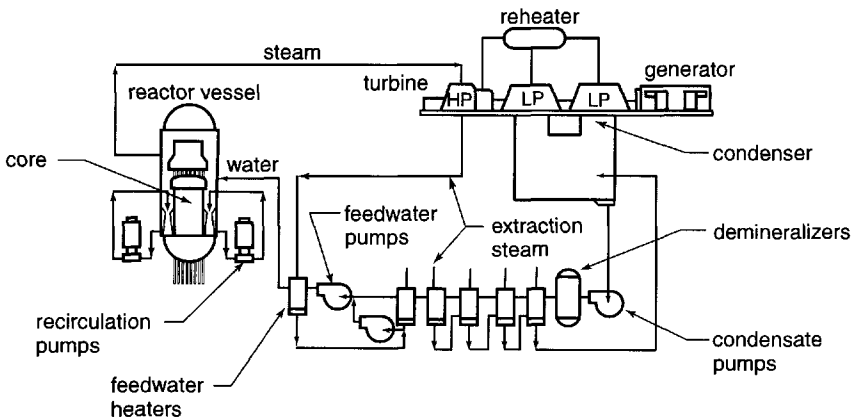 reheater
steam
turbine
generator
reactor vessel
HP
LP
LP
core
water
condenser
feedwater
pumps
extraction
steam
demineralizers
recirculation
pumps
condensate
pumps
feedwater
heaters